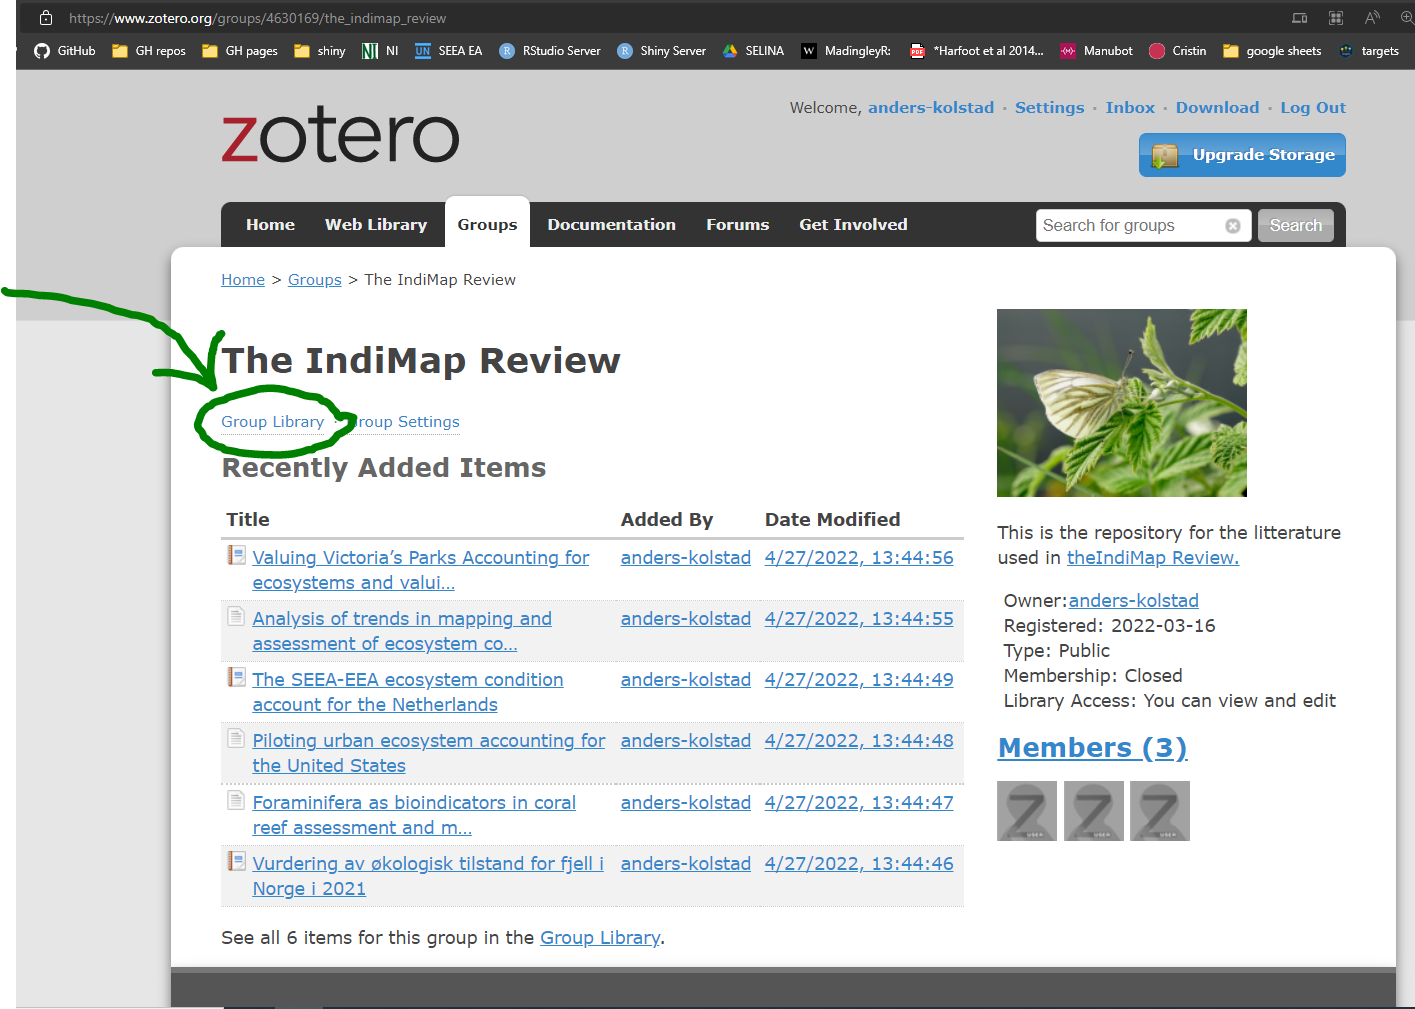 https://www.zotero.org/groups/4630169/the_indimap_review
GitHub GH repos GH pages shiny NI NI UN SEEA EA R RStudio Server R Shiny Server SELINA W MadingleyR: PDF *Harfoot et al 2014... Manubot Cristin google sheets targets
zotero
Welcome, anders-kolstad · Settings · Inbox · Download · Log Out
Upgrade Storage
Home Web Library Groups Documentation Forums Get Involved Search for groups Search
Home > Groups > The IndiMap Review
The IndiMap Review
Group Library · Group Settings
Recently Added Items
Title Added By Date Modified
Valuing Victoria’s Parks Accounting for ecosystems and valui... anders-kolstad 4/27/2022, 13:44:56
Analysis of trends in mapping and assessment of ecosystem co... anders-kolstad 4/27/2022, 13:44:55
The SEEA-EEA ecosystem condition account for the Netherlands anders-kolstad 4/27/2022, 13:44:49
Piloting urban ecosystem accounting for the United States anders-kolstad 4/27/2022, 13:44:48
Foraminifera as bioindicators in coral reef assessment and m... anders-kolstad 4/27/2022, 13:44:47
Vurdering av økologisk tilstand for fjell i Norge i 2021 anders-kolstad 4/27/2022, 13:44:46
See all 6 items for this group in the Group Library.
This is the repository for the litterature
used in theIndiMap Review.
Owner:anders-kolstad
Registered: 2022-03-16
Type: Public
Membership: Closed
Library Access: You can view and edit
Members (3)